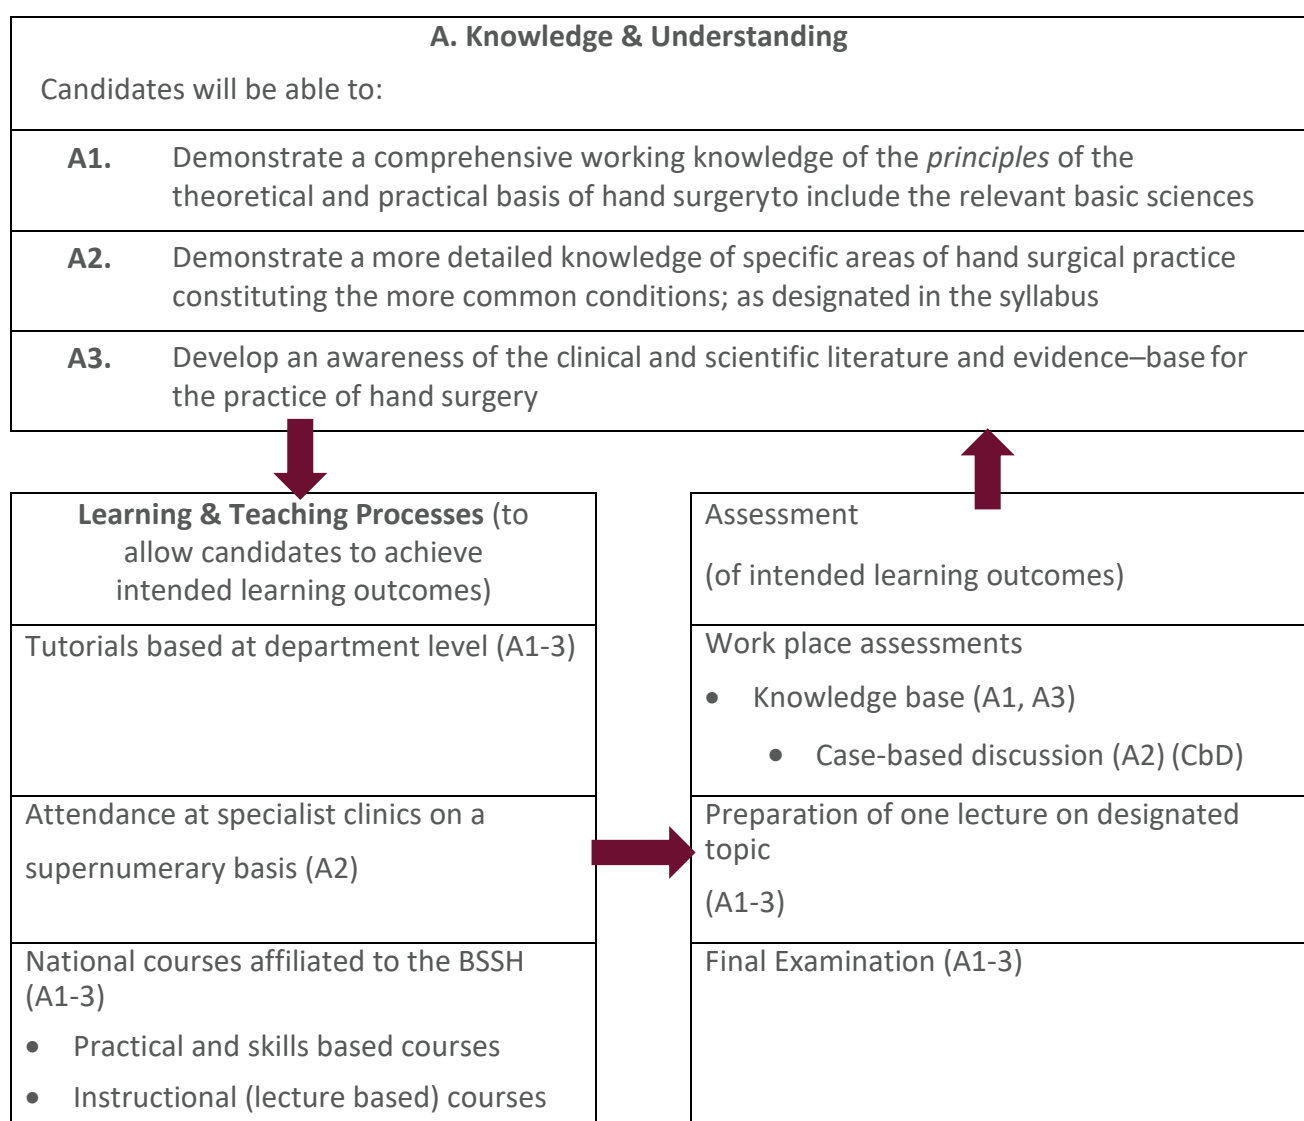 A. Knowledge & Understanding
Candidates will be able to:
A1. Demonstrate a comprehensive working knowledge of the principles of the
theoretical and practical basis of hand surgeryto include the relevant basic sciences
A2. Demonstrate a more detailed knowledge of specific areas of hand surgical practice
constituting the more common conditions; as designated in the syllabus
A3. Develop an awareness of the clinical and scientific literature and evidence–base for
the practice of hand surgery
Learning & Teaching Processes (to
allow candidates to achieve
intended learning outcomes)
Tutorials based at department level (A1-3)
Attendance at specialist clinics on a
supernumerary basis (A2)
National courses affiliated to the BSSH
(A1-3)
• Practical and skills based courses
• Instructional (lecture based) courses
Assessment
(of intended learning outcomes)
Work place assessments
• Knowledge base (A1, A3)
• Case-based discussion (A2) (CbD)
Preparation of one lecture on designated
topic
(A1-3)
Final Examination (A1-3)